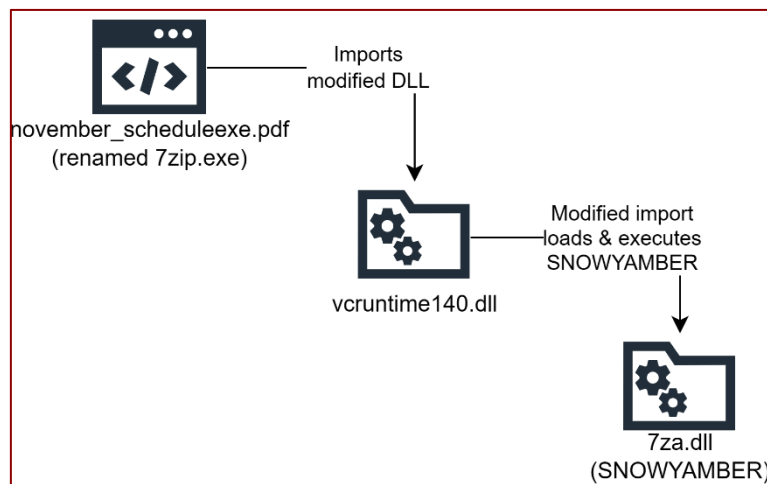 </>
Imports
modified DLL
november_scheduleexe.pdf
(renamed 7zip.exe)
Modified import
loads & executes
SNOWYAMBER
vcruntime140.dll
7za.dll
(SNOWYAMBER)